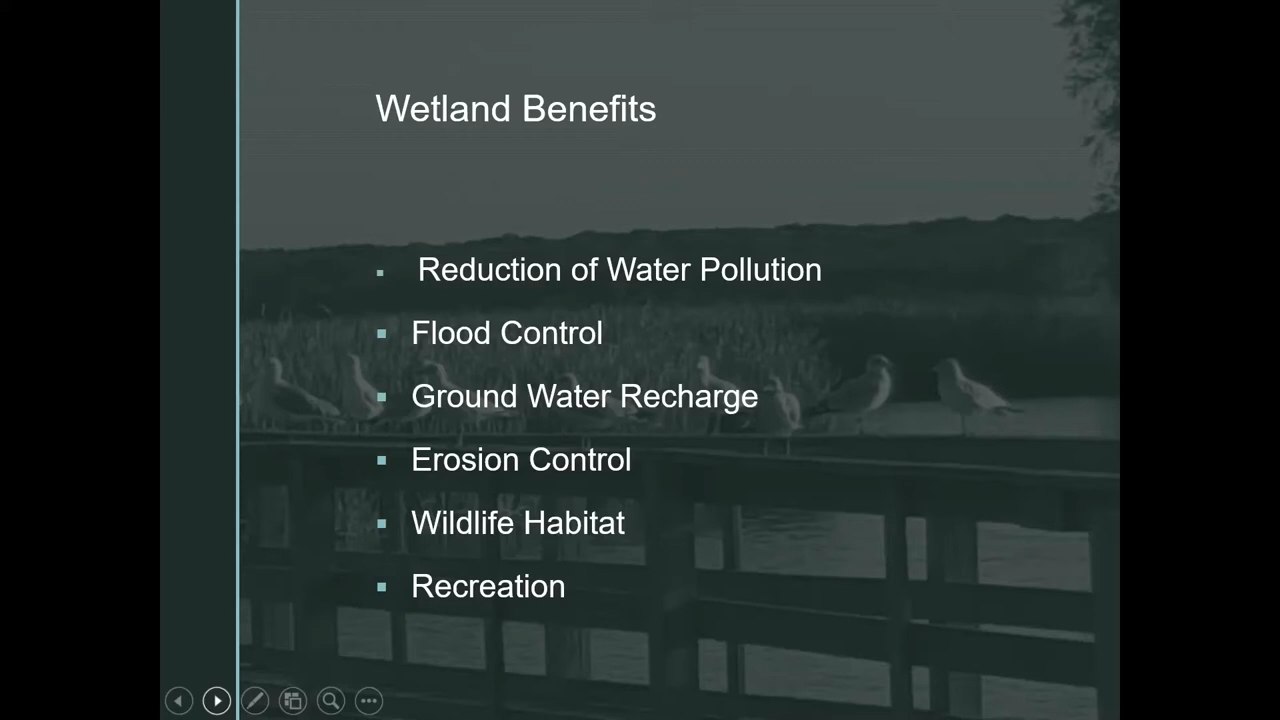 Wetland Benefits
Reduction of Water Pollution
Flood Control
Ground Water Recharge
Erosion Control
Wildlife Habitat
Recreation